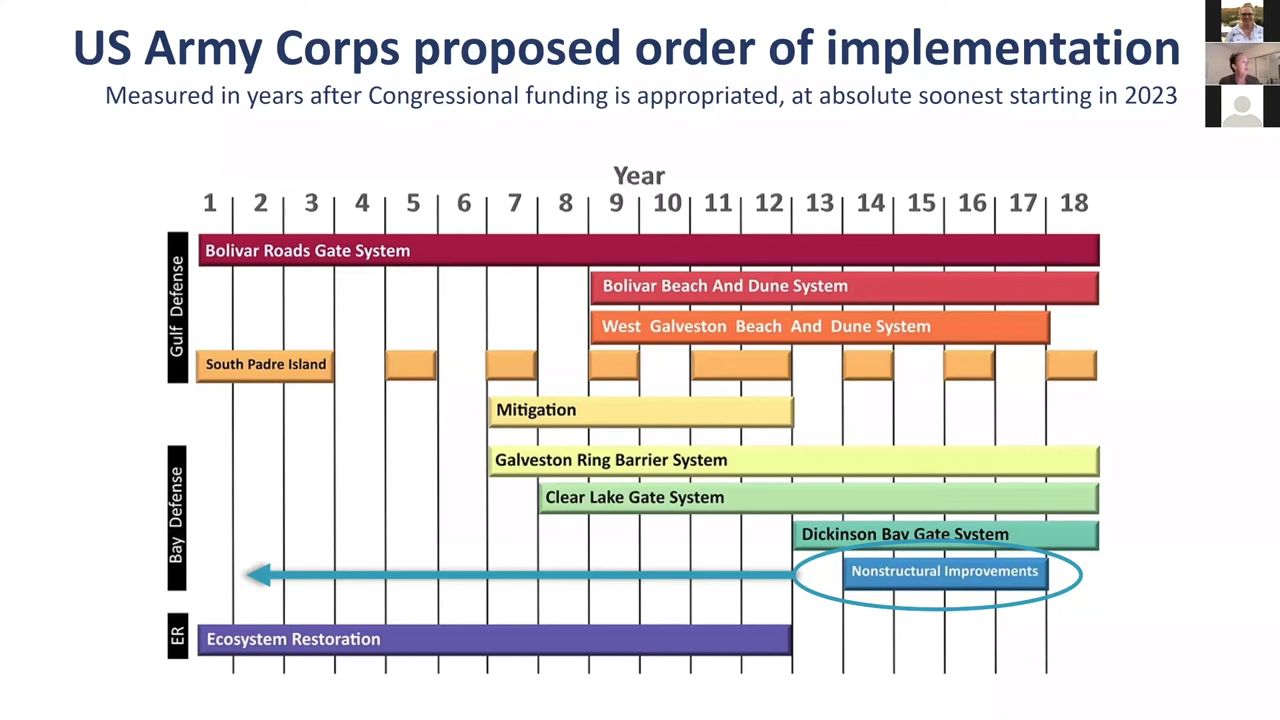 US Army Corps proposed order of implementation
Measured in years after Congressional funding is appropriated, at absolute soonest starting in 2023
Year
1 2 3 4 5 6 7 8 9 10 11 12 13 14 15 16 17 18
Gulf Defense
Bolivar Roads Gate System
Bolivar Beach And Dune System
West Galveston Beach And Dune System
South Padre Island
Mitigation
Bay Defense
Galveston Ring Barrier System
Clear Lake Gate System
Dickinson Bay Gate System
Nonstructural Improvements
ER
Ecosystem Restoration